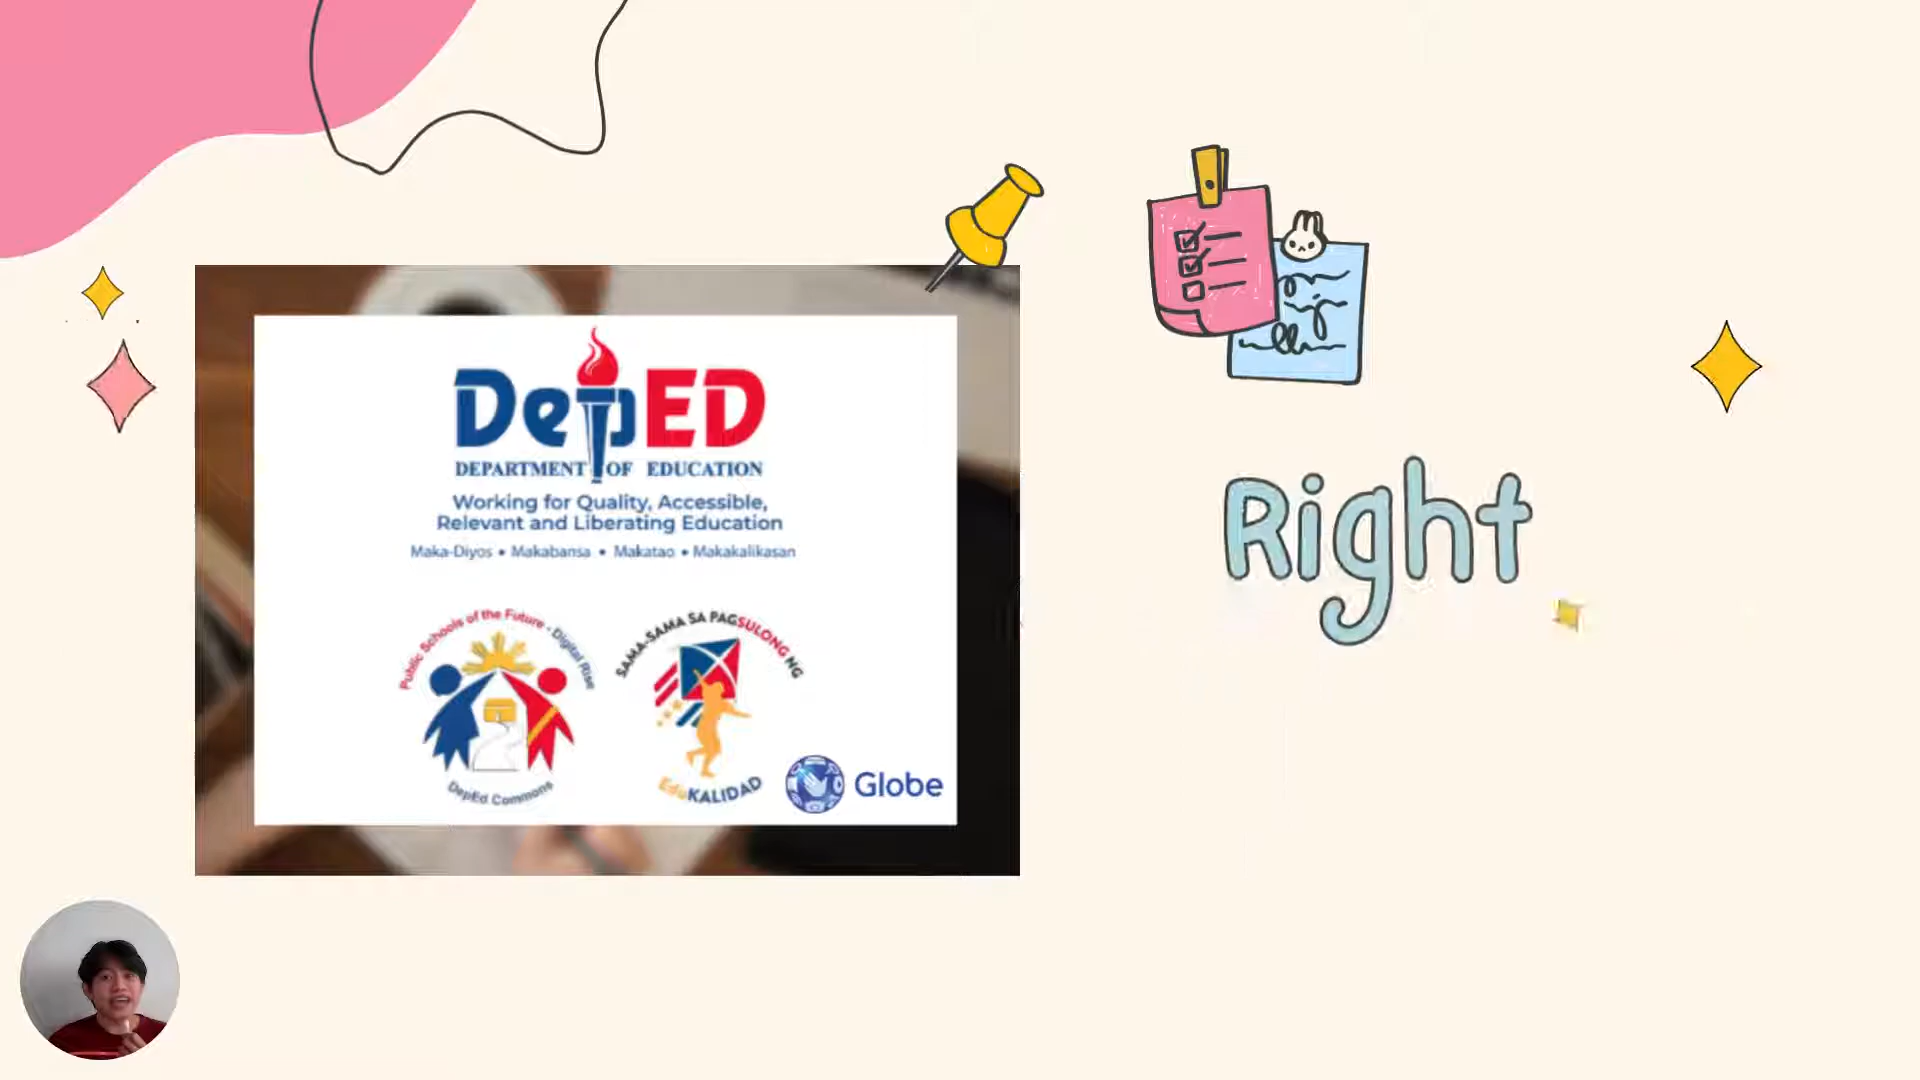 DepED
DEPARTMENT OF EDUCATION
Working for Quality, Accessible,
Relevant and Liberating Education
Maka-Diyos • Makabansa • Makatao • Makakalikasan
Public Schools of the Future - Digital Rise
DepEd Commons
SAMA-SAMA SA PAGSULONG NG
EduKALIDAD
Globe
Right